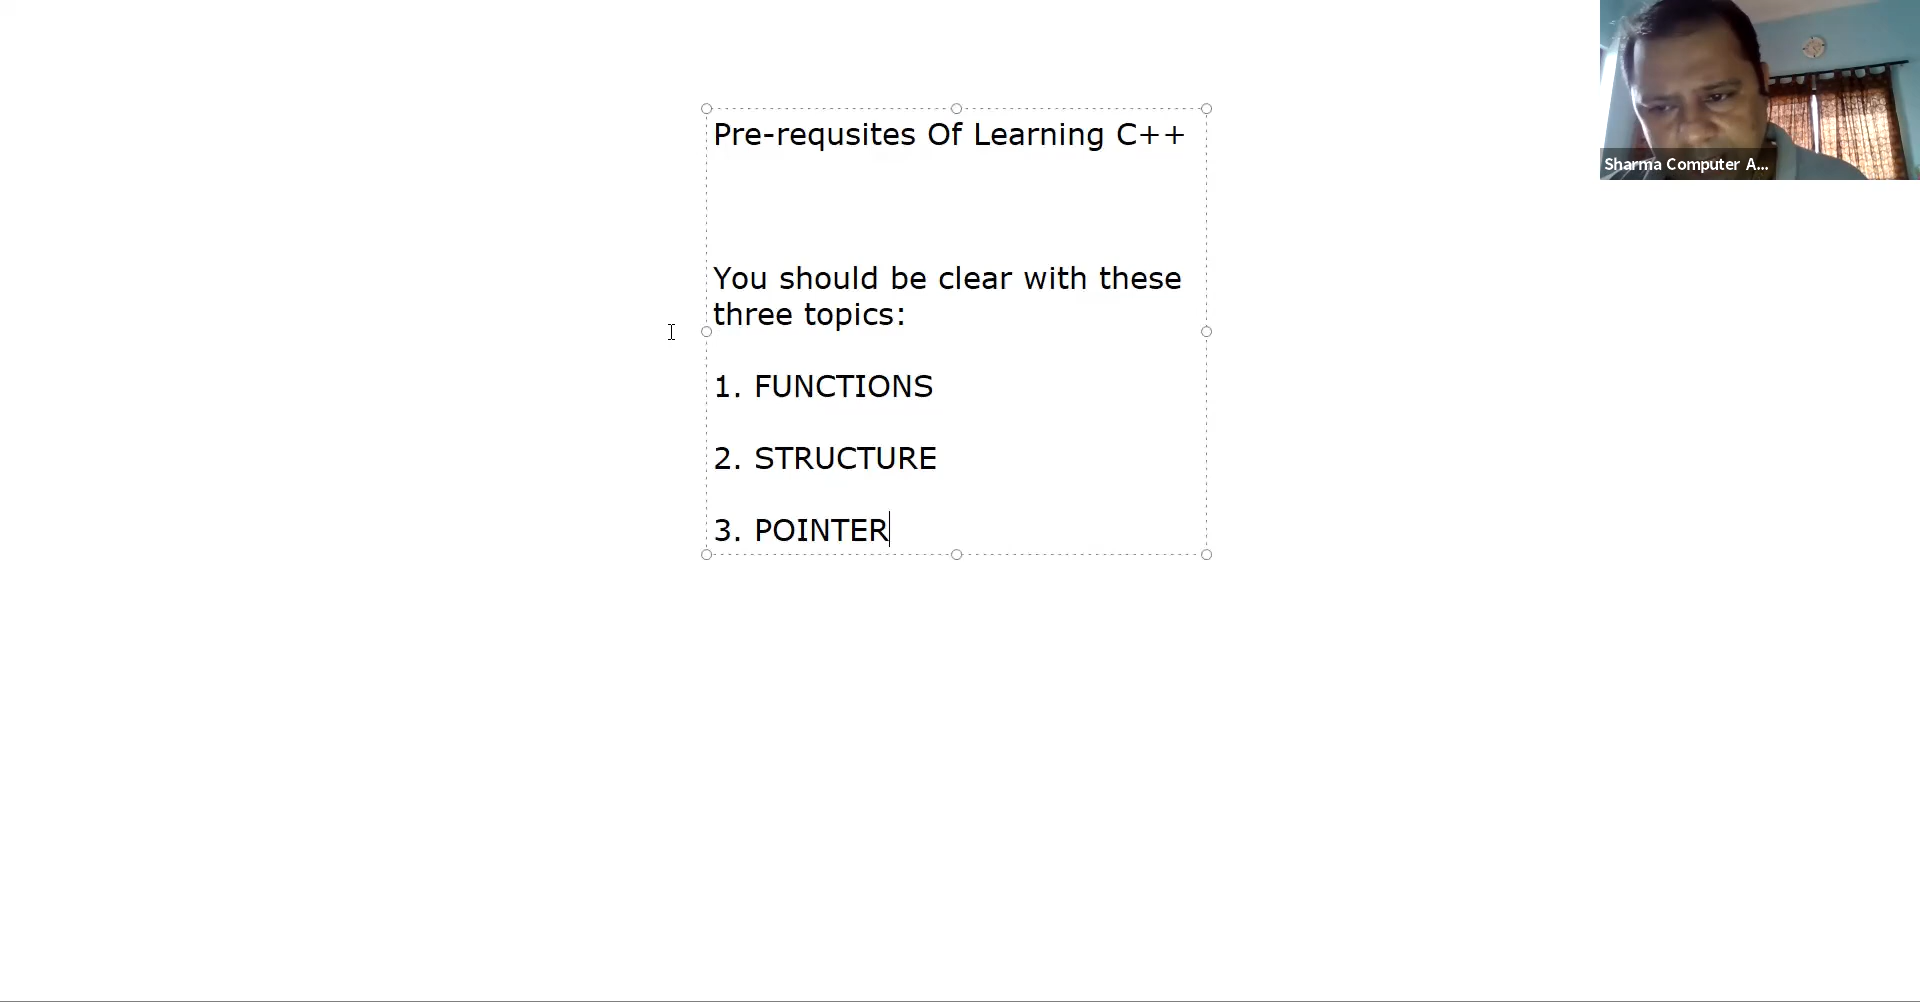 Pre-requsites Of Learning C++
You should be clear with these
three topics:
1. FUNCTIONS
2. STRUCTURE
3. POINTER
Sharma Computer A...